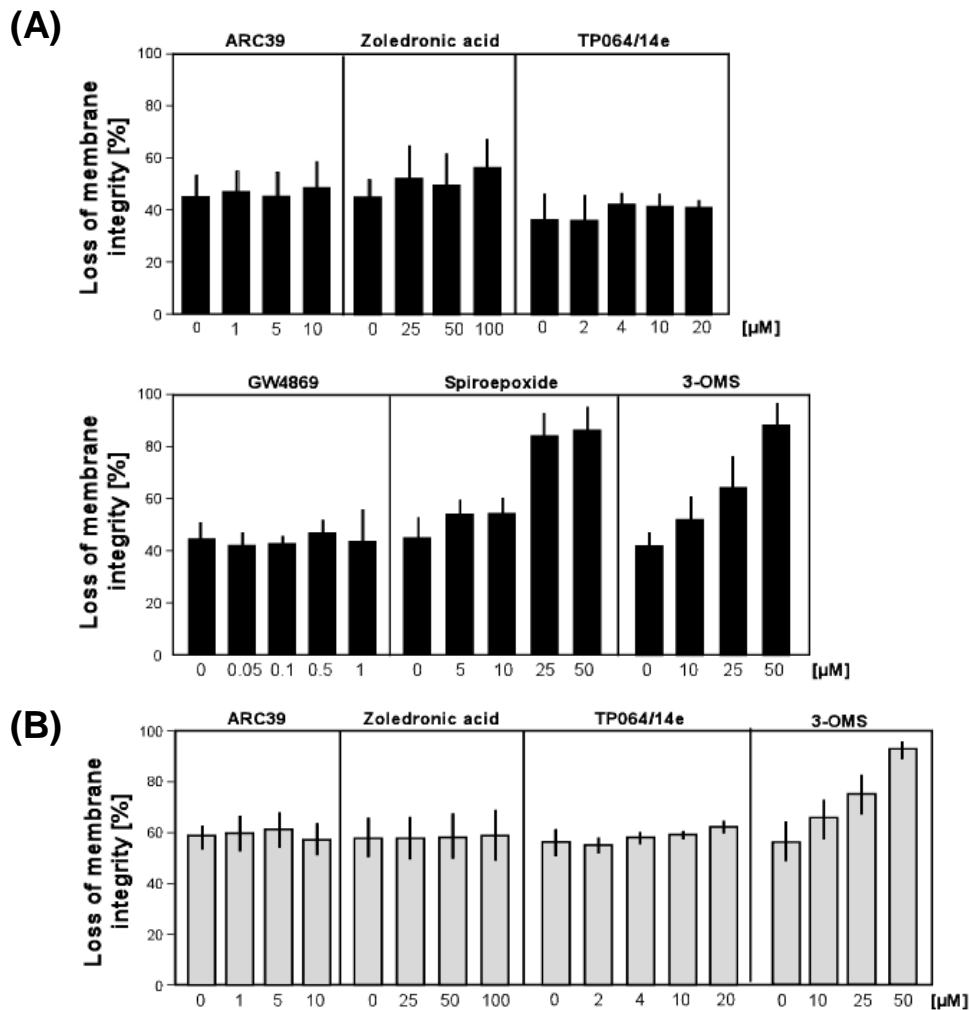 (A)
ARC39 Zoledronic acid TP064/14e
Loss of membrane
integrity [%]
100
80
60
40
20
0
0 1 5 10 0 25 50 100 0 2 4 10 20 [µM]
GW4869 Spiroepoxide 3-OMS
Loss of membrane
integrity [%]
100
80
60
40
20
0
0 0.05 0.1 0.5 1 0 5 10 25 50 0 10 25 50 [µM]
(B)
ARC39 Zoledronic acid TP064/14e 3-OMS
Loss of membrane
integrity [%]
100
80
60
40
20
0
0 1 5 10 0 25 50 100 0 2 4 10 20 0 10 25 50 [µM]